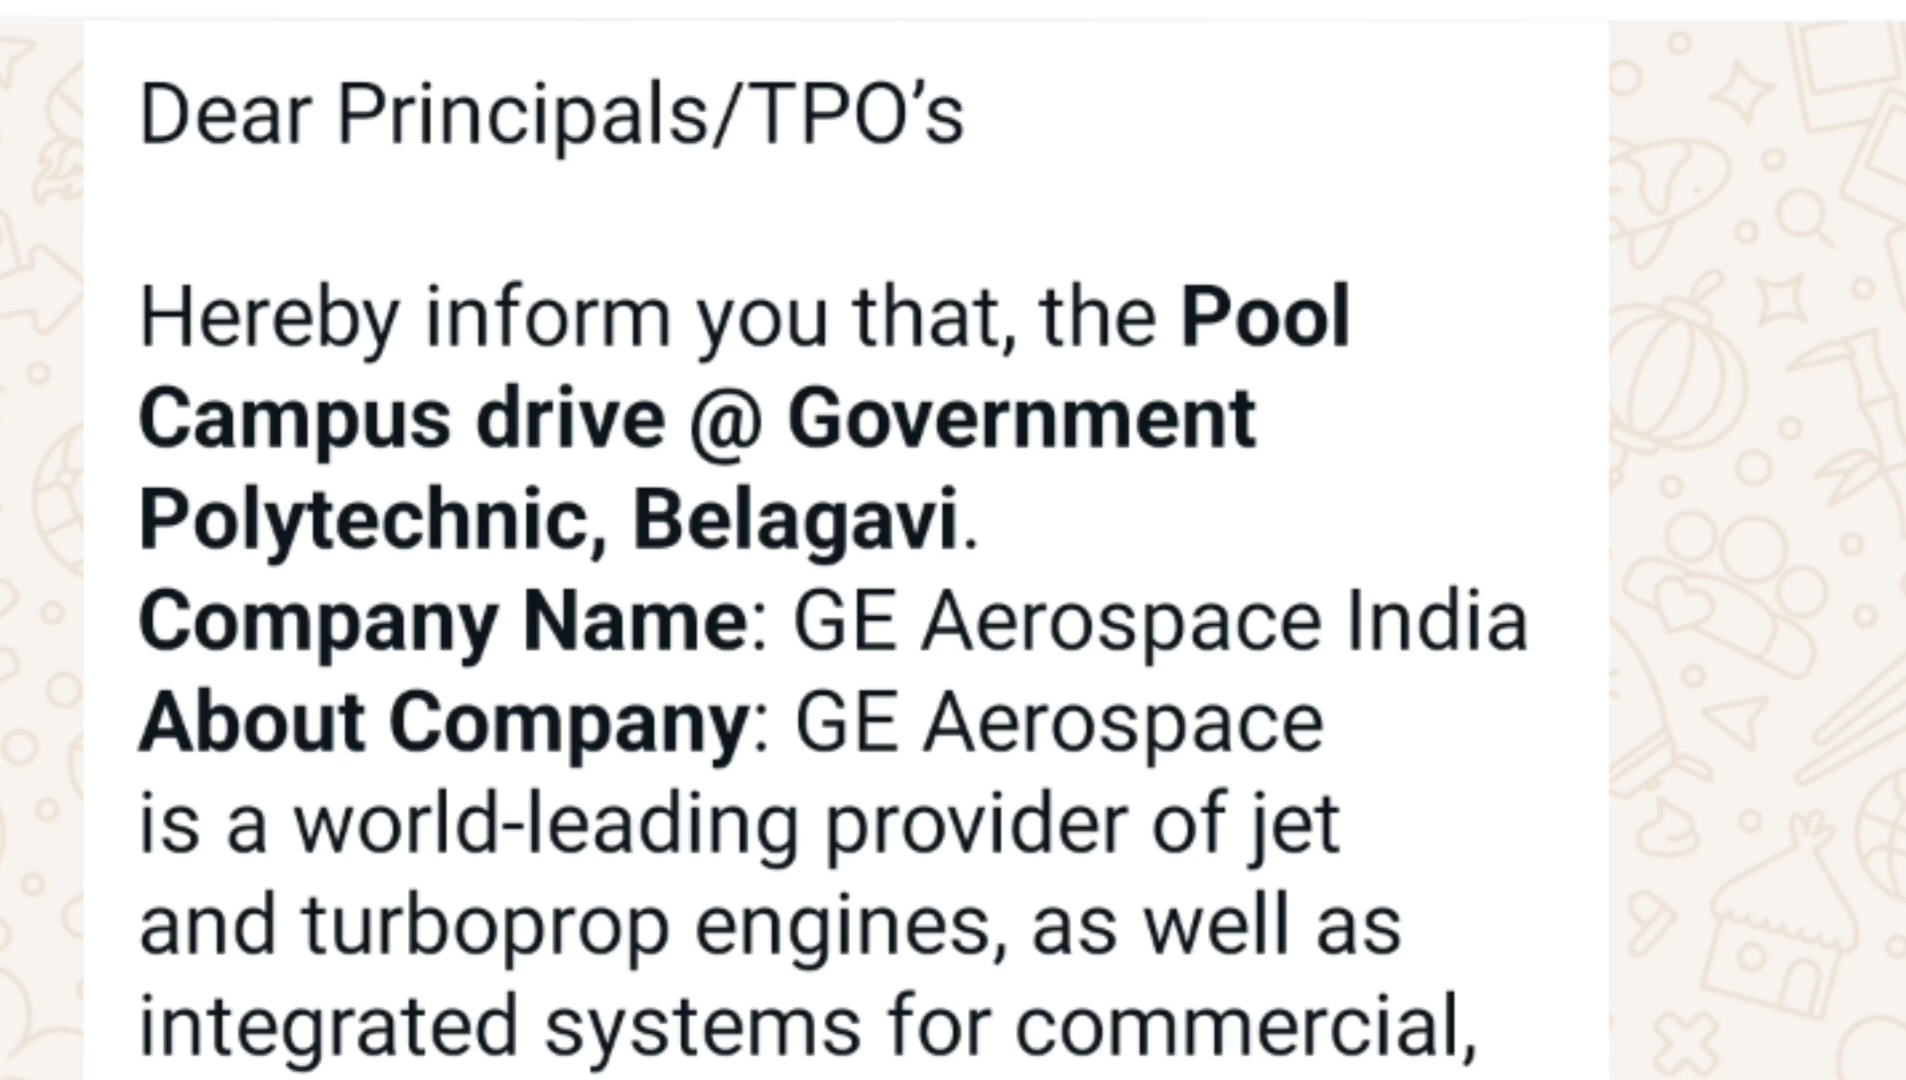 Dear Principals/TPO’s
Hereby inform you that, the Pool
Campus drive @ Government
Polytechnic, Belagavi.
Company Name: GE Aerospace India
About Company: GE Aerospace
is a world-leading provider of jet
and turboprop engines, as well as
integrated systems for commercial,